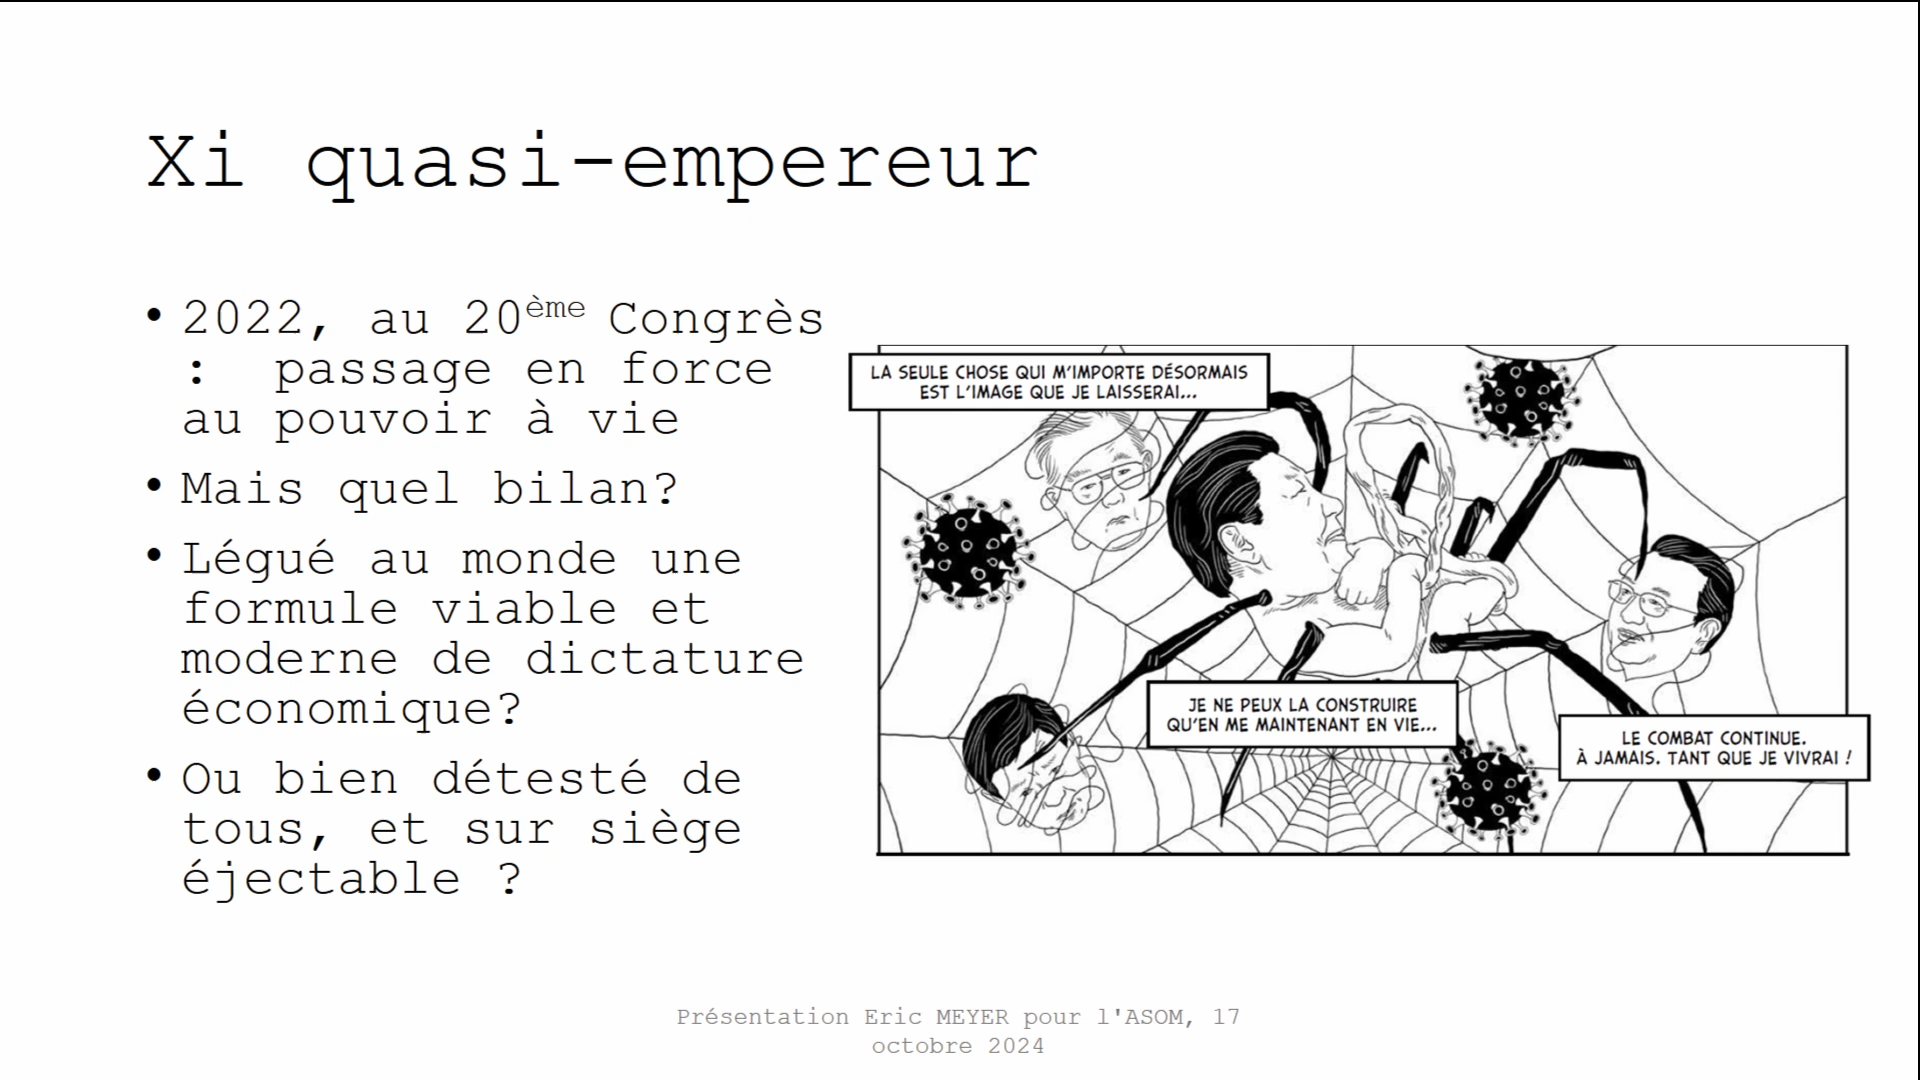 Xi quasi-empereur
• 2022, au 20ème Congrès
:  passage en force
au pouvoir à vie
• Mais quel bilan?
• Légué au monde une
formule viable et
moderne de dictature
économique?
• Ou bien détesté de
tous, et sur siège
éjectable ?
LA SEULE CHOSE QUI M'IMPORTE DÉSORMAIS
EST L'IMAGE QUE JE LAISSERAI...
JE NE PEUX LA CONSTRUIRE
QU'EN ME MAINTENANT EN VIE...
LE COMBAT CONTINUE.
À JAMAIS. TANT QUE JE VIVRAI !
Présentation Eric MEYER pour l'ASOM, 17
octobre 2024